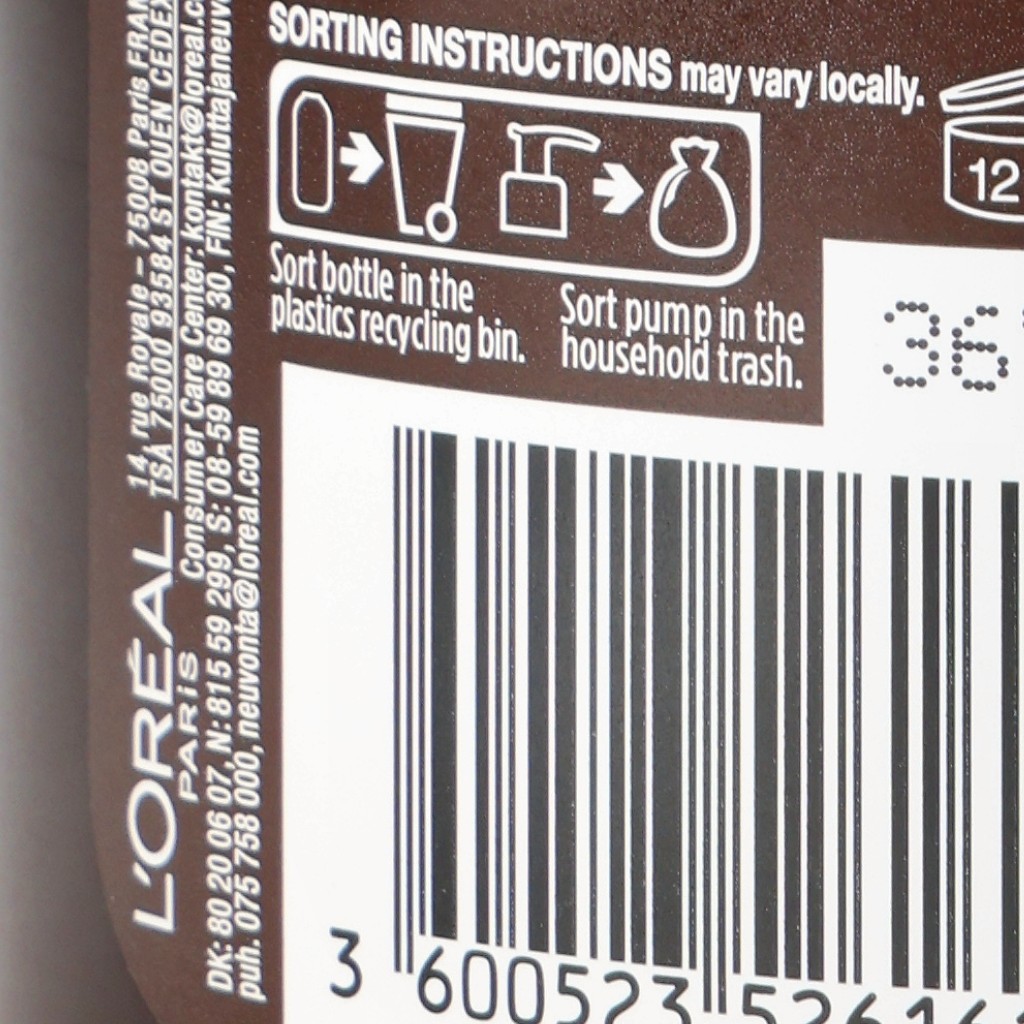 SORTING INSTRUCTIONS may vary locally.
12
Sort bottle in the
plastics recycling bin.
Sort pump in the
household trash.
36
L'ORÉAL
PARIS
14, rue Royale - 75008 Paris
TSA 75000 93584 ST OUEN CEDEX
Consumer Care Center: kontakt@loreal.c
DK: 80 20 06 07, N: 815 59 299, S: 08-59 89 69 30, FIN: Kuluttajaneuv
puh. 075 758 000, neuvonta@loreal.com
3 600523